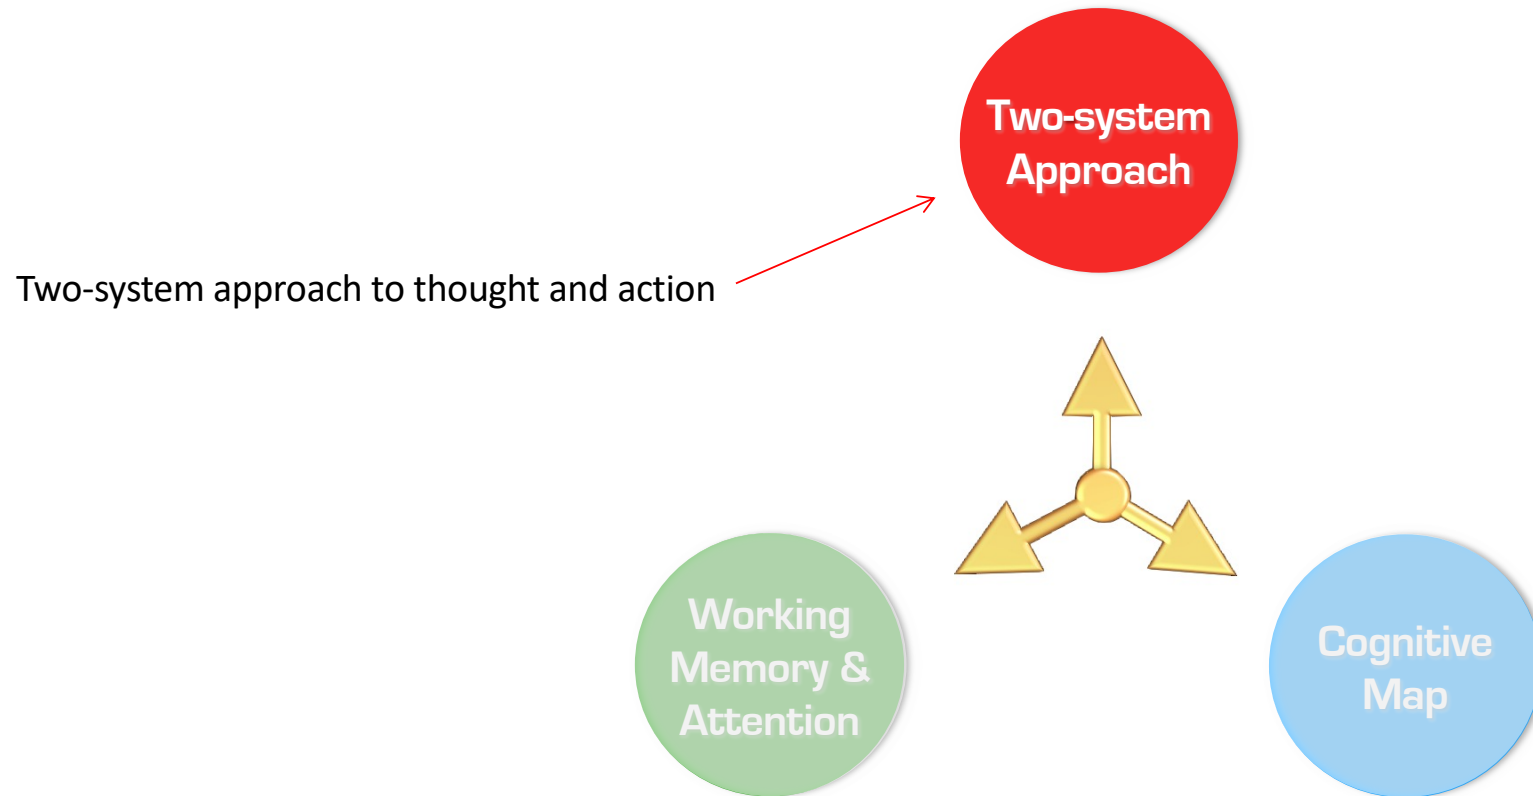 Two-system
Approach
Two-system approach to thought and action
Working
Memory &
Attention
Cognitive
Map